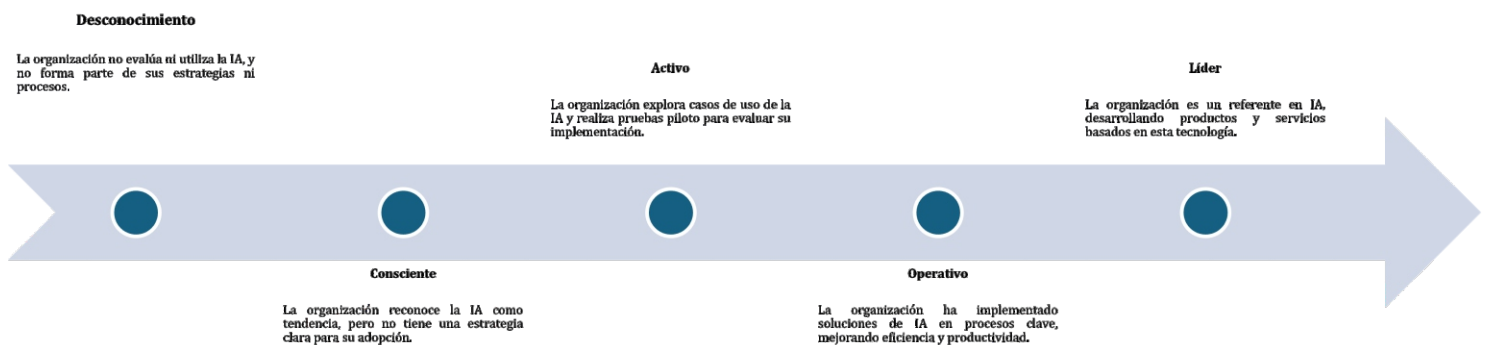 Desconocimiento
La organización no evalúa ni utiliza la IA, y
no forma parte de sus estrategias ni
procesos.
Consciente
La organización reconoce la IA como
tendencia, pero no tiene una estrategia
clara para su adopción.
Activo
La organización explora casos de uso de la
IA y realiza pruebas piloto para evaluar su
implementación.
Operativo
La organización ha implementado
soluciones de IA en procesos clave,
mejorando eficiencia y productividad.
Líder
La organización es un referente en IA,
desarrollando productos y servicios
basados en esta tecnología.